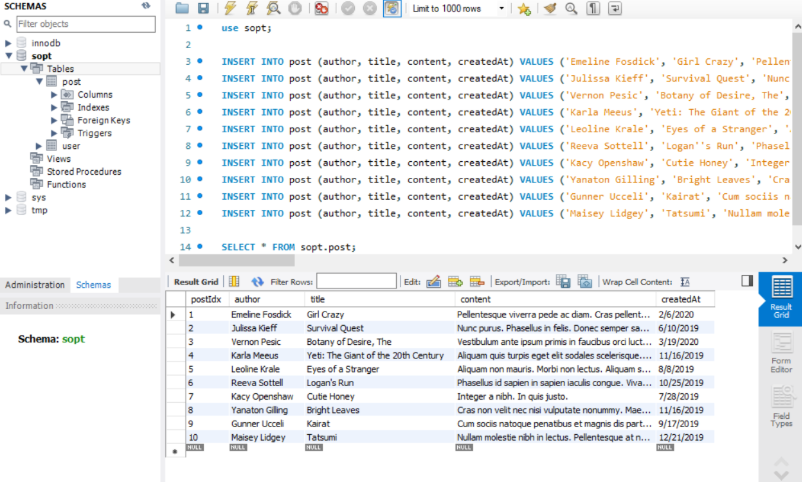 SCHEMAS
Filter objects
innodb
sopt
Tables
post
Columns
Indexes
Foreign Keys
Triggers
user
Views
Stored Procedures
Functions
sys
tmp
Administration Schemas
Information
Schema: sopt
Limit to 1000 rows
1 use sopt;
2
3 INSERT INTO post (author, title, content, createdAt) VALUES ('Emeline Fosdick', 'Girl Crazy', 'Pellen
4 INSERT INTO post (author, title, content, createdAt) VALUES ('Julissa Kieff', 'Survival Quest', 'Nunc
5 INSERT INTO post (author, title, content, createdAt) VALUES ('Vernon Pesic', 'Botany of Desire, The',
6 INSERT INTO post (author, title, content, createdAt) VALUES ('Karla Meeus', 'Yeti: The Giant of the 20
7 INSERT INTO post (author, title, content, createdAt) VALUES ('Leoline Krale', 'Eyes of a Stranger', '
8 INSERT INTO post (author, title, content, createdAt) VALUES ('Reeva Sottell', 'Logan''s Run', 'Phasel
9 INSERT INTO post (author, title, content, createdAt) VALUES ('Kacy Openshaw', 'Cutie Honey', 'Integer
10 INSERT INTO post (author, title, content, createdAt) VALUES ('Yanaton Gilling', 'Bright Leaves', 'Cra
11 INSERT INTO post (author, title, content, createdAt) VALUES ('Gunner Ucceli', 'Kairat', 'Cum sociis n
12 INSERT INTO post (author, title, content, createdAt) VALUES ('Maisey Lidgey', 'Tatsumi', 'Nullam mole
13
14 SELECT * FROM sopt.post;
Result Grid Filter Rows: Edit: Export/Import: Wrap Cell Content: IA
postIdx author title content createdAt
1 Emeline Fosdick Girl Crazy Pellentesque viverra pede ac diam. Cras pellent... 2/6/2020
2 Julissa Kieff Survival Quest Nunc purus. Phasellus in felis. Donec semper sa... 6/10/2019
3 Vernon Pesic Botany of Desire, The Vestibulum ante ipsum primis in faucibus orci luct... 3/19/2020
4 Karla Meeus Yeti: The Giant of the 20th Century Aliquam quis turpis eget elit sodales scelerisque.... 11/16/2019
5 Leoline Krale Eyes of a Stranger Aliquam non mauris. Morbi non lectus. Aliquam s... 8/8/2019
6 Reeva Sottell Logan's Run Phasellus id sapien in sapien iaculis congue. Viva... 10/25/2019
7 Kacy Openshaw Cutie Honey Integer a nibh. In quis justo. 7/28/2019
8 Yanaton Gilling Bright Leaves Cras non velit nec nisi vulputate nonummy. Mae... 11/16/2019
9 Gunner Ucceli Kairat Cum sociis natoque penatibus et magnis dis part... 9/17/2019
10 Maisey Lidgey Tatsumi Nullam molestie nibh in lectus. Pellentesque at n... 12/21/2019
NULL NULL NULL NULL NULL
Result
Grid
Form
Editor
Field
Types